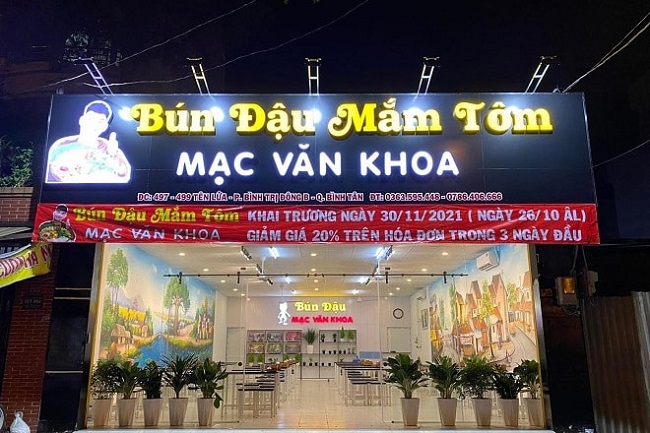 Bún Đậu Mắm Tôm
MẠC VĂN KHOA
ĐC: 497 - 499 TÊN LỬA - P. BÌNH TRỊ ĐÔNG B - Q. BÌNH TÂN ĐT: 0363.595.448 - 0786.406.666
Bún Đậu Mắm Tôm
MẠC VĂN KHOA
KHAI TRƯƠNG NGÀY 30/11/2021 ( NGÀY 26/10 ÂL)
GIẢM GIÁ 20% TRÊN HÓA ĐƠN TRONG 3 NGÀY ĐẦU
Bún Đậu
MẠC VĂN KHOA